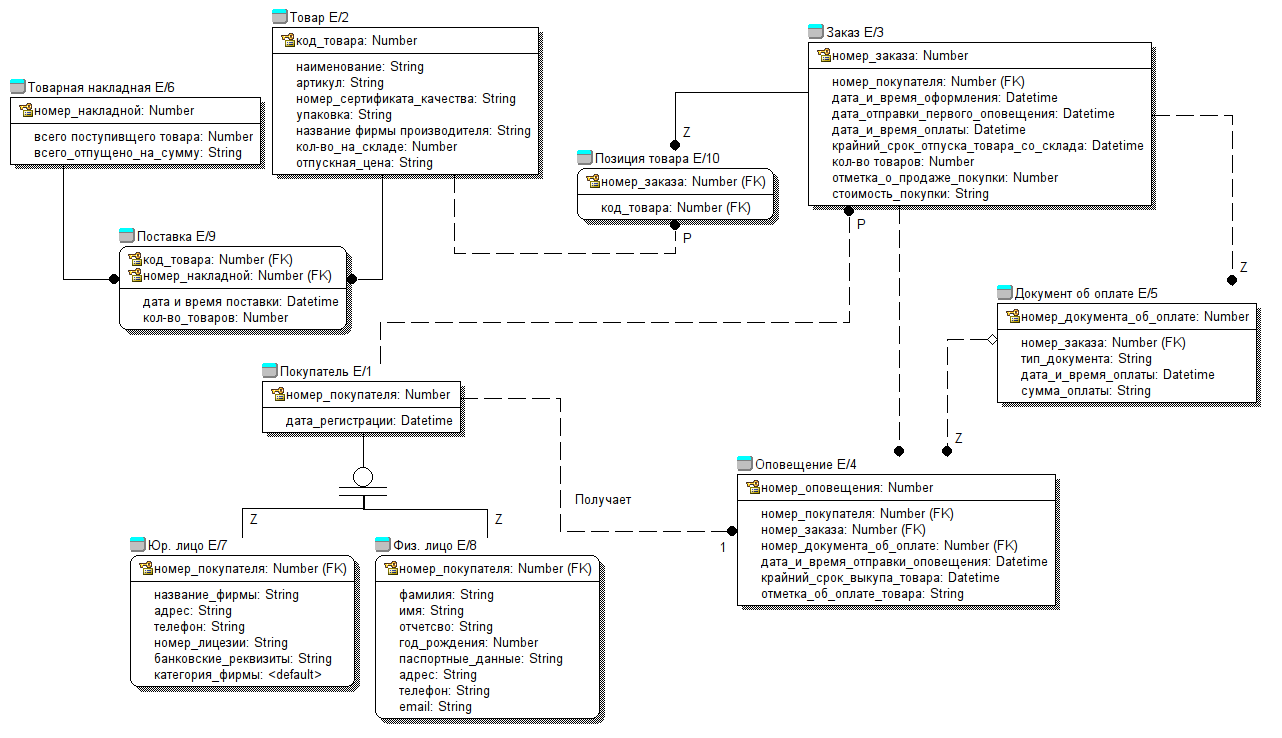 Товар E/2
код_товара: Number
наименование: String
артикул: String
номер_сертификата_качества: String
упаковка: String
название фирмы производителя: String
кол-во_на_складе: Number
отпускная_цена: String
Заказ E/3
номер_заказа: Number
номер_покупателя: Number (FK)
дата_и_время_оформления: Datetime
дата_отправки_первого_оповещения: Datetime
дата_и_время_оплаты: Datetime
крайний_срок_отпуска_товара_со_склада: Datetime
кол-во товаров: Number
отметка_о_продаже_покупки: Number
стоимость_покупки: String
Товарная накладная E/6
номер_накладной: Number
всего поступивщего товара: Number
всего_отпущено_на_сумму: String
Z
Позиция товара E/10
номер_заказа: Number (FK)
код_товара: Number (FK)
P
P
Z
Поставка E/9
код_товара: Number (FK)
номер_накладной: Number (FK)
дата и время поставки: Datetime
кол-во_товаров: Number
Документ об оплате E/5
номер_документа_об_оплате: Number
номер_заказа: Number (FK)
тип_документа: String
дата_и_время_оплаты: Datetime
сумма_оплаты: String
Покупатель E/1
номер_покупателя: Number
дата_регистрации: Datetime
Z
Получает
1
Оповещение E/4
номер_оповещения: Number
номер_покупателя: Number (FK)
номер_заказа: Number (FK)
номер_документа_об_оплате: Number (FK)
дата_и_время_отправки_оповещения: Datetime
крайний_срок_выкупа_товара: Datetime
отметка_об_оплате_товара: String
Z
Z
Юр. лицо E/7
номер_покупателя: Number (FK)
название_фирмы: String
адрес: String
телефон: String
номер_лицезии: String
банковские_реквизиты: String
категория_фирмы: <default>
Физ. лицо E/8
номер_покупателя: Number (FK)
фамилия: String
имя: String
отчетсво: String
год_рождения: Number
паспортные_данные: String
адрес: String
телефон: String
email: String